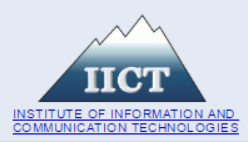 IICT
INSTITUTE OF INFORMATION AND
COMMUNICATION TECHNOLOGIES